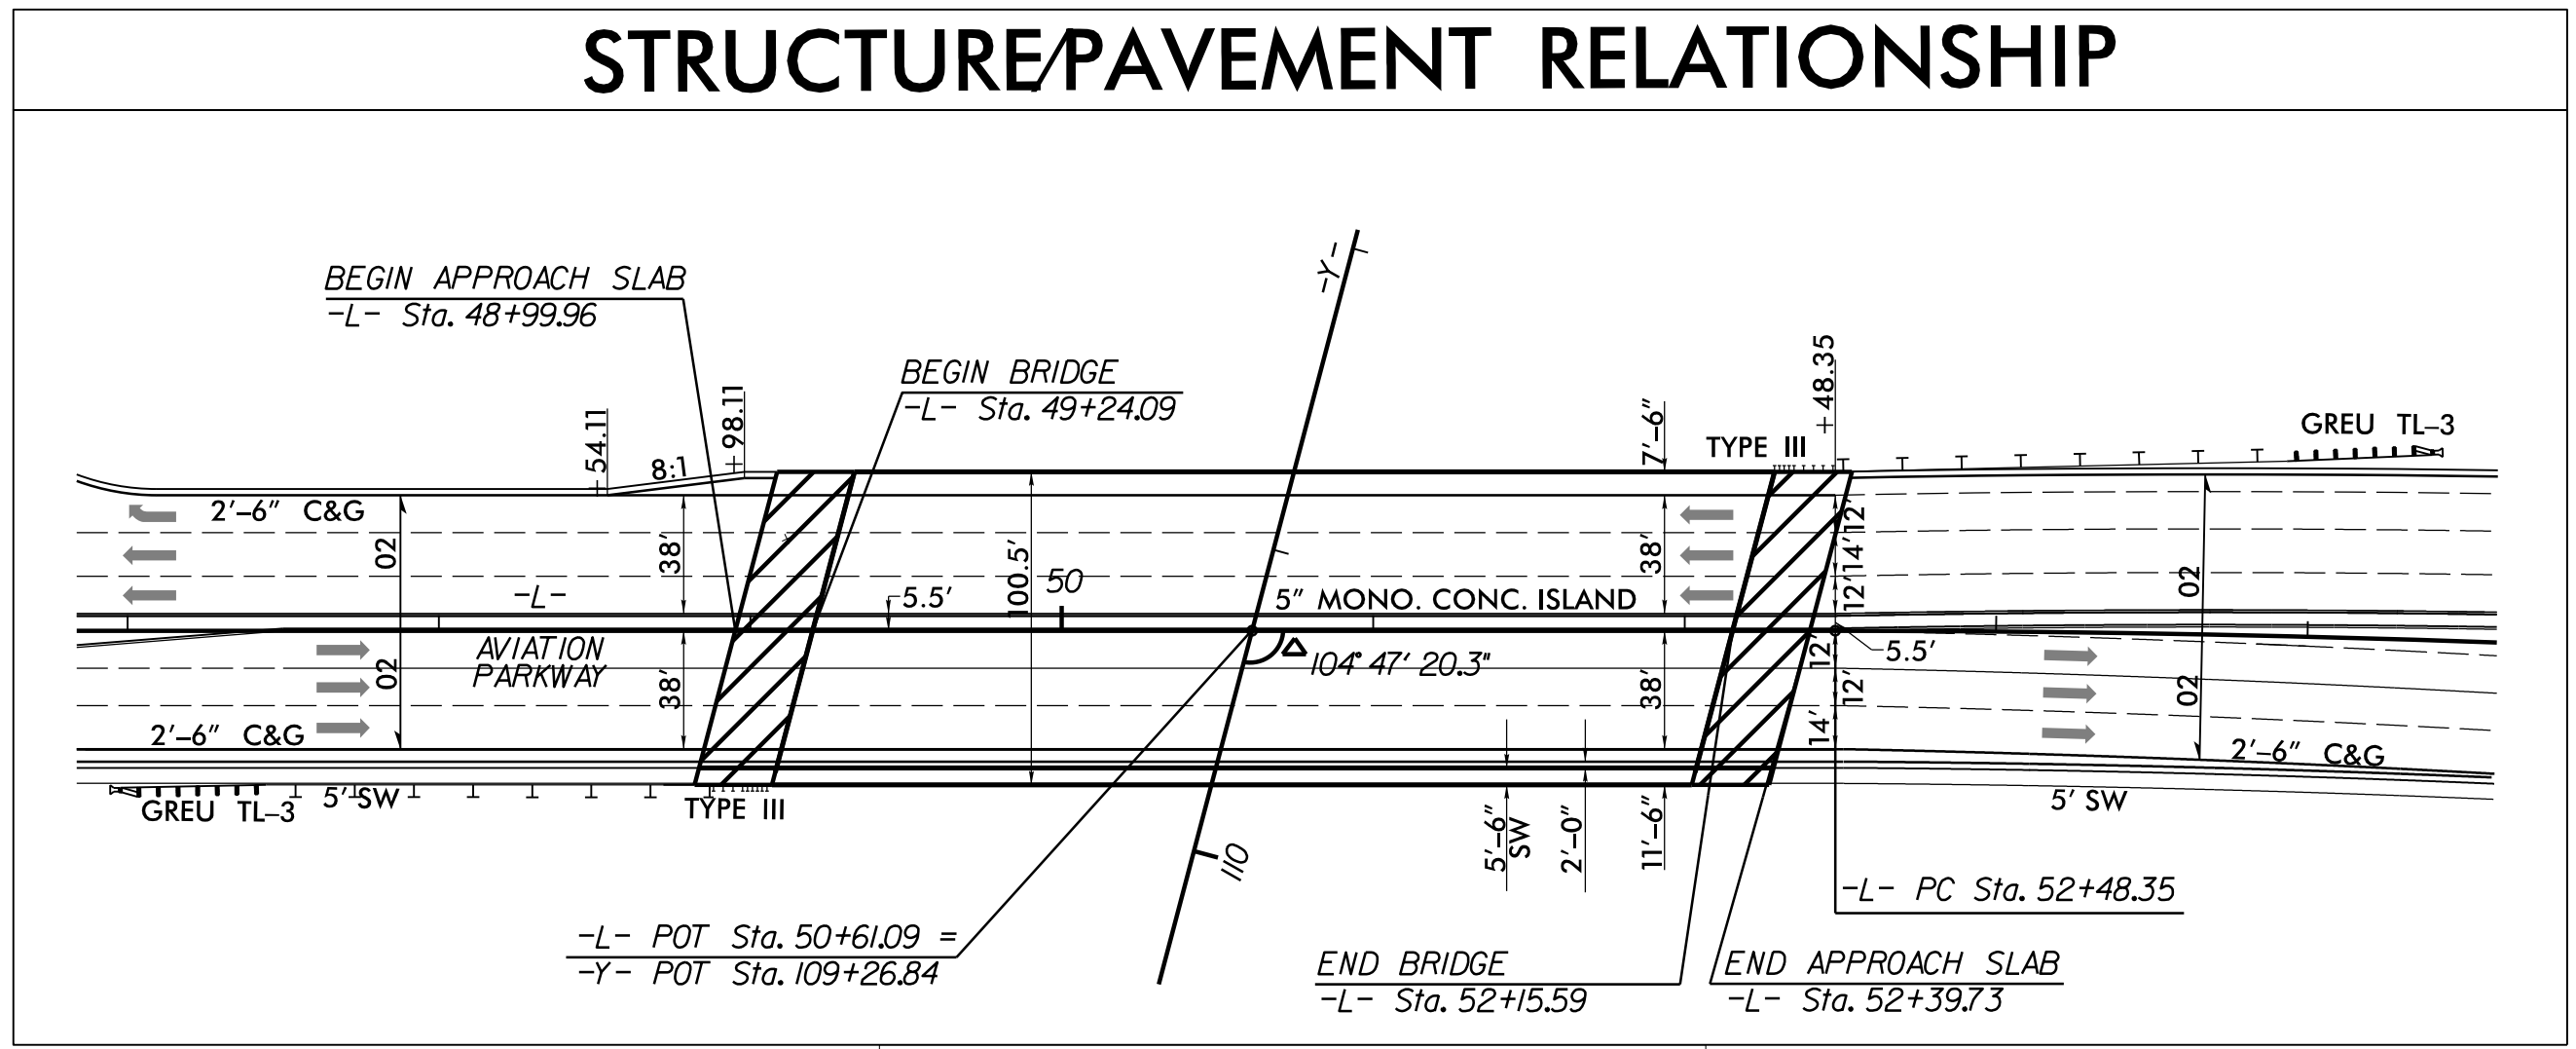 STRUCTURE/PAVEMENT RELATIONSHIP
-Y-
BEGIN APPROACH SLAB
-L- Sta. 48+99.96
BEGIN BRIDGE
-L- Sta. 49+24.09
+54.11
8:1
+98.11
7'-6"
TYPE III
+48.35
GREU TL-3
2'-6" C&G
02
38'
100.5'
38'
12'
14'
12'
02
-L-
5.5'
50
5" MONO. CONC. ISLAND
AVIATION
PARKWAY
02
38'
104° 47' 20.3"
38'
12'
12'
14'
5.5'
02
2'-6" C&G
2'-6" C&G
GREU TL-3
5' SW
TYPE III
5'-6"
SW
2'-0"
11'-6"
5' SW
110
-L- PC Sta. 52+48.35
-L- POT Sta. 50+61.09 =
-Y- POT Sta. 109+26.84
END BRIDGE
-L- Sta. 52+15.59
END APPROACH SLAB
-L- Sta. 52+39.73